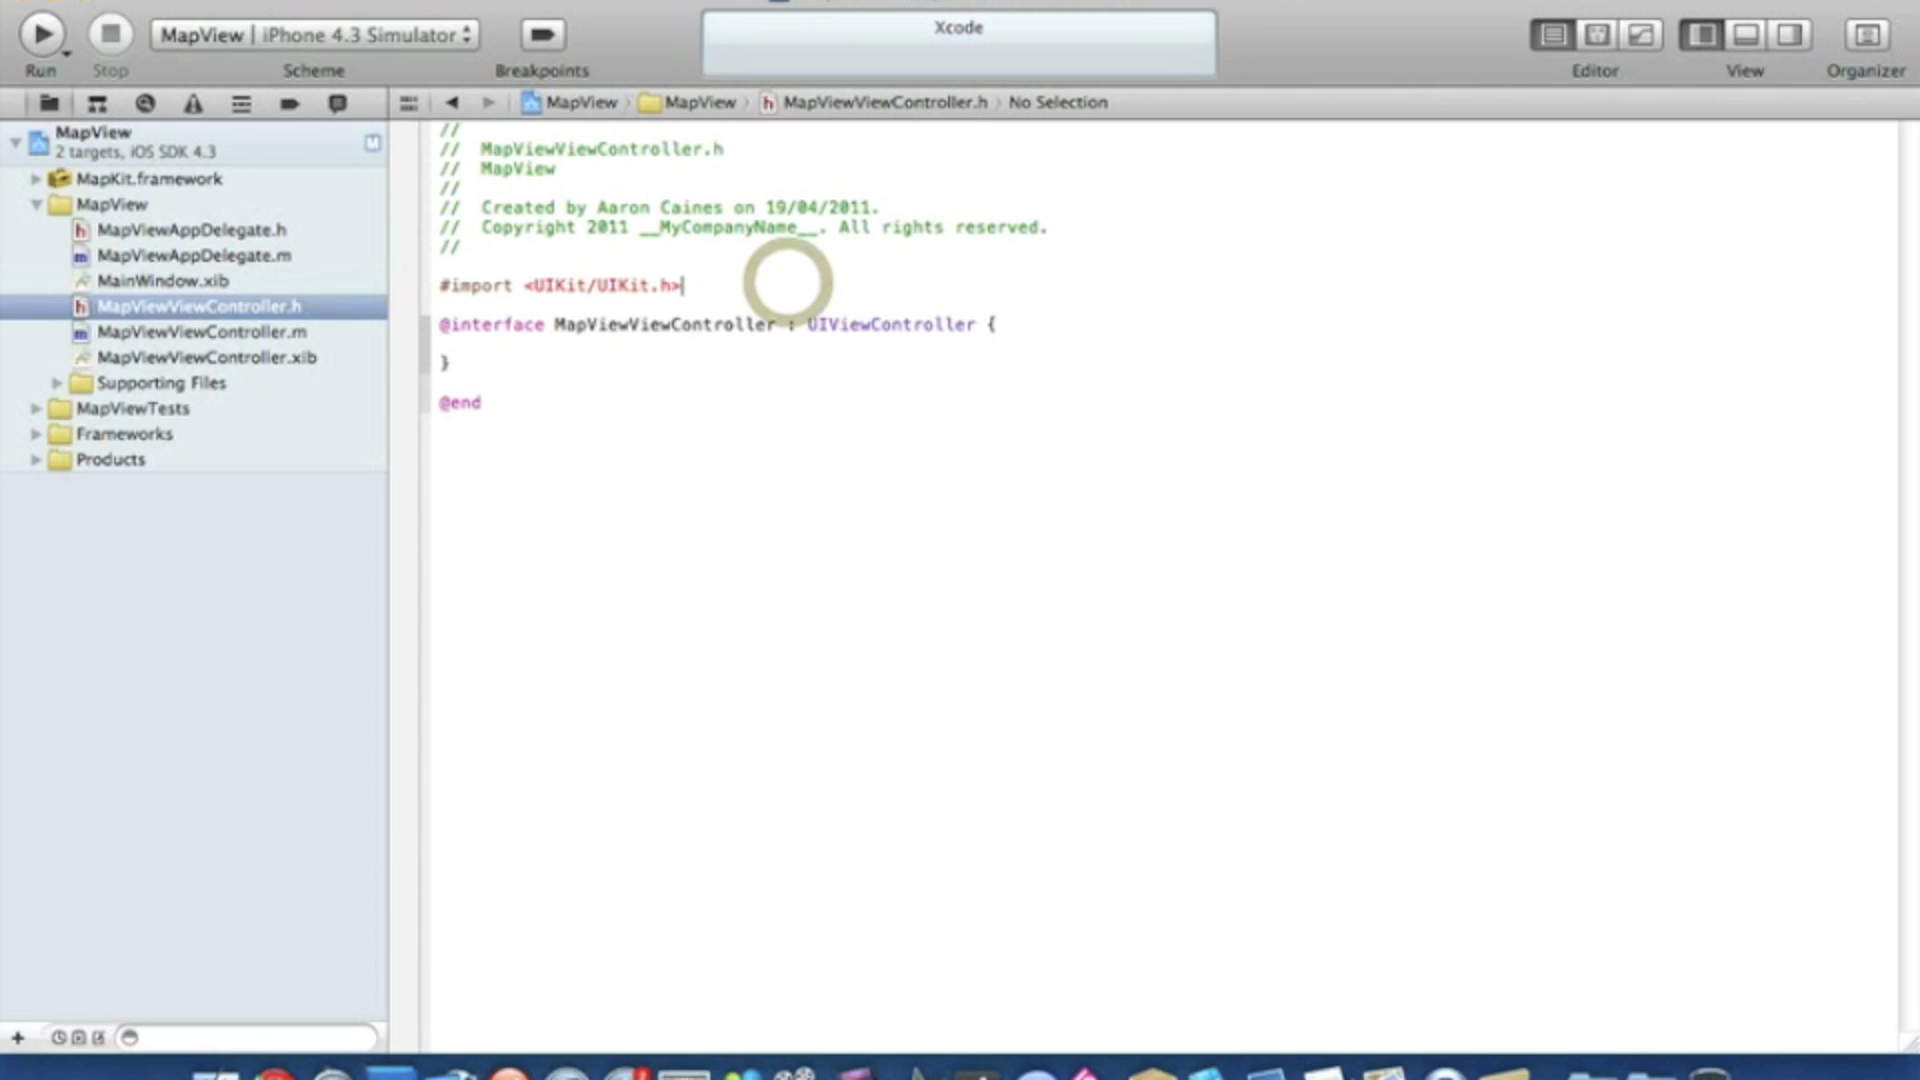 Xcode
MapView | iPhone 4.3 Simulator
Run
Stop
Scheme
Breakpoints
Editor
View
Organizer
MapView
MapView
MapViewViewController.h
No Selection
MapView
2 targets, iOS SDK 4.3
M
MapKit.framework
MapView
h MapViewAppDelegate.h
m MapViewAppDelegate.m
MainWindow.xib
h MapViewViewController.h
m MapViewViewController.m
MapViewViewController.xib
Supporting Files
MapViewTests
Frameworks
Products
//
//  MapViewViewController.h
//  MapView
//
//  Created by Aaron Caines on 19/04/2011.
//  Copyright 2011 __MyCompanyName__. All rights reserved.
//
#import <UIKit/UIKit.h>
@interface MapViewViewController : UIViewController {
}
@end